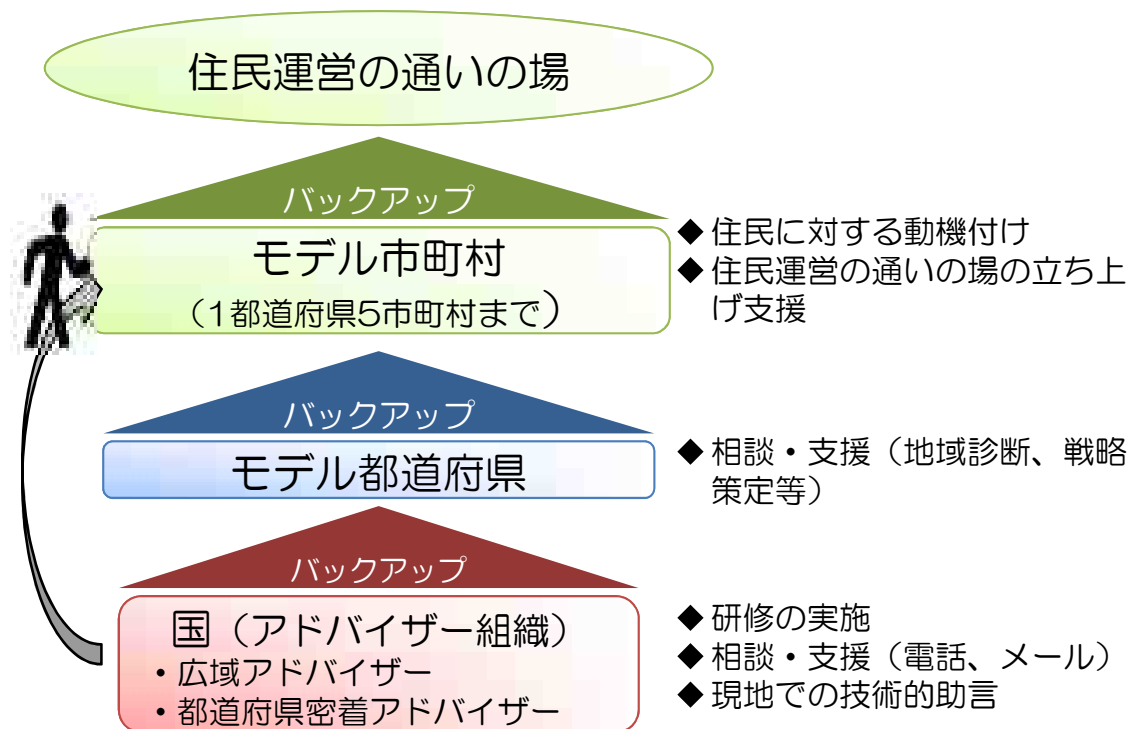 住民運営の通いの場
バックアップ
モデル市町村
（1都道府県5市町村まで）
◆住民に対する動機付け
◆住民運営の通いの場の立ち上
げ支援
バックアップ
モデル都道府県
◆相談・支援（地域診断、戦略
策定等）
バックアップ
国（アドバイザー組織）
・広域アドバイザー
・都道府県密着アドバイザー
◆研修の実施
◆相談・支援（電話、メール）
◆現地での技術的助言